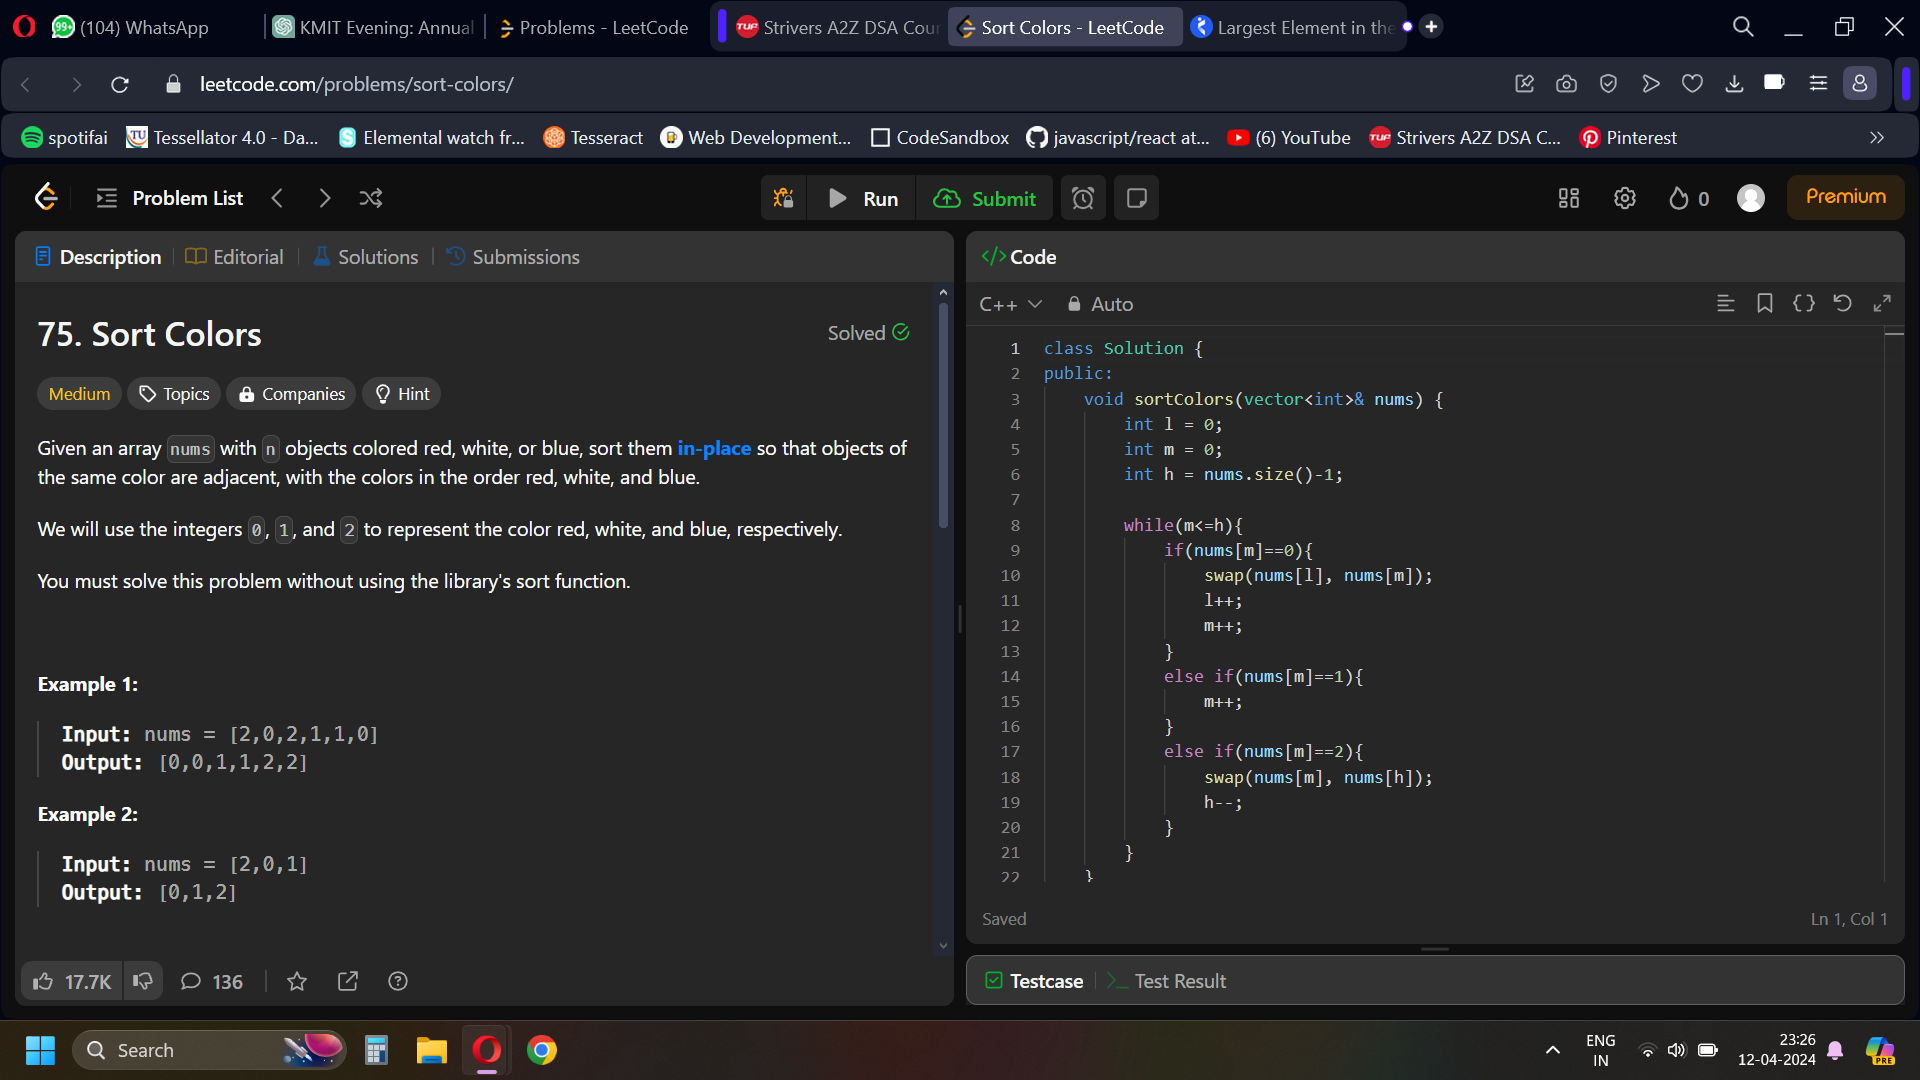 99+ (104) WhatsApp
KMIT Evening: Annual
Problems - LeetCode
TUF Strivers A2Z DSA Cour
Sort Colors - LeetCode
Largest Element in the
leetcode.com/problems/sort-colors/
spotifai
TU Tessellator 4.0 - Da...
S Elemental watch fr...
Tesseract
Web Development...
CodeSandbox
javascript/react at...
(6) YouTube
TUF Strivers A2Z DSA C...
Pinterest
Problem List
Run
Submit
0
Premium
Description
Editorial
Solutions
Submissions
75. Sort Colors
Solved
Medium
Topics
Companies
Hint
Given an array nums with n objects colored red, white, or blue, sort them in-place so that objects of
the same color are adjacent, with the colors in the order red, white, and blue.
We will use the integers 0, 1, and 2 to represent the color red, white, and blue, respectively.
You must solve this problem without using the library's sort function.
Example 1:
Input: nums = [2,0,2,1,1,0]
Output: [0,0,1,1,2,2]
Example 2:
Input: nums = [2,0,1]
Output: [0,1,2]
17.7K
136
</> Code
C++
Auto
1 class Solution {
2 public:
3 void sortColors(vector<int>& nums) {
4 int l = 0;
5 int m = 0;
6 int h = nums.size()-1;
7
8 while(m<=h){
9 if(nums[m]==0){
10 swap(nums[l], nums[m]);
11 l++;
12 m++;
13 }
14 else if(nums[m]==1){
15 m++;
16 }
17 else if(nums[m]==2){
18 swap(nums[m], nums[h]);
19 h--;
20 }
21 }
22 }
Saved
Ln 1, Col 1
Testcase
Test Result
Search
ENG
IN
23:26
12-04-2024
PRE